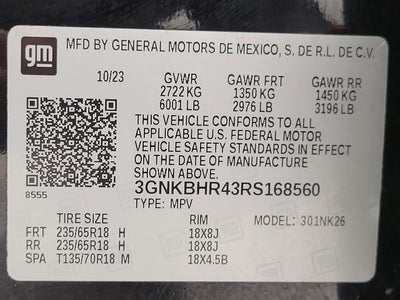 gm MFD BY GENERAL MOTORS DE MEXICO, S. DE R.L. DE C.V.
10/23 GVWR GAWR FRT GAWR RR
2722 KG 1350 KG 1450 KG
6001 LB 2976 LB 3196 LB
THIS VEHICLE CONFORMS TO ALL
APPLICABLE U.S. FEDERAL MOTOR
VEHICLE SAFETY STANDARDS IN EFFECT
ON THE DATE OF MANUFACTURE
SHOWN ABOVE.
3GNKBHR43RS168560
8555 TYPE: MPV
TIRE SIZE RIM MODEL: 301NK26
FRT 235/65R18 H 18X8J
RR 235/65R18 H 18X8J
SPA T135/70R18 M 18X4.5B